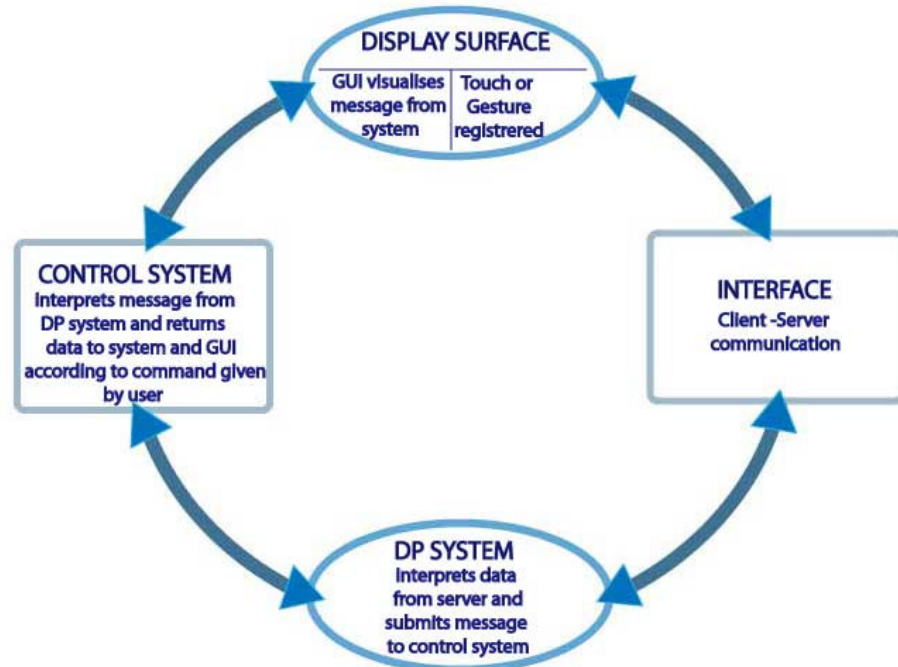 DISPLAY SURFACE
GUI visualises
message from
system
Touch or
Gesture
registrered
CONTROL SYSTEM
Interprets message from
DP system and returns
data to system and GUI
according to command given
by user
INTERFACE
Client -Server
communication
DP SYSTEM
Interprets data
from server and
submits message
to control system